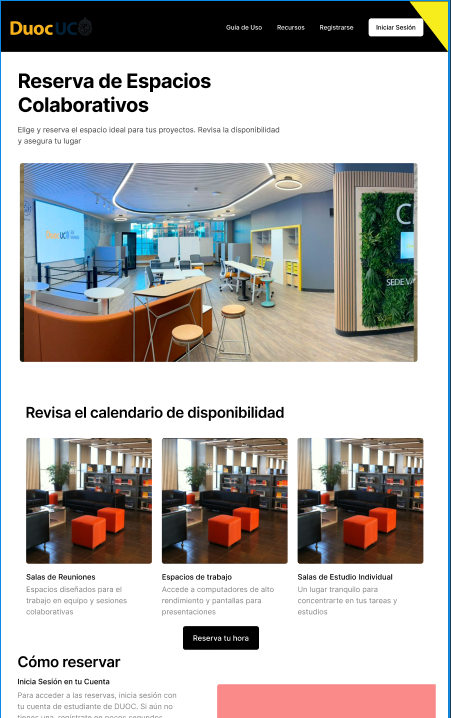 DuocUC
Guía de Uso
Recursos
Registrarse
Iniciar Sesión
Reserva de Espacios
Colaborativos
Elige y reserva el espacio ideal para tus proyectos. Revisa la disponibilidad
y asegura tu lugar
DuocUC
C
SEDE
Revisa el calendario de disponibilidad
Salas de Reuniones
Espacios diseñados para el
trabajo en equipo y sesiones
colaborativas
Espacios de trabajo
Accede a computadores de alto
rendimiento y pantallas para
presentaciones
Salas de Estudio Individual
Un lugar tranquilo para
concentrarte en tus tareas y
estudios
Reserva tu hora
Cómo reservar
Inicia Sesión en tu Cuenta
Para acceder a las reservas, inicia sesión con
tu cuenta de estudiante de DUOC. Si aún no
tienes una, regístrate en pocos segundos